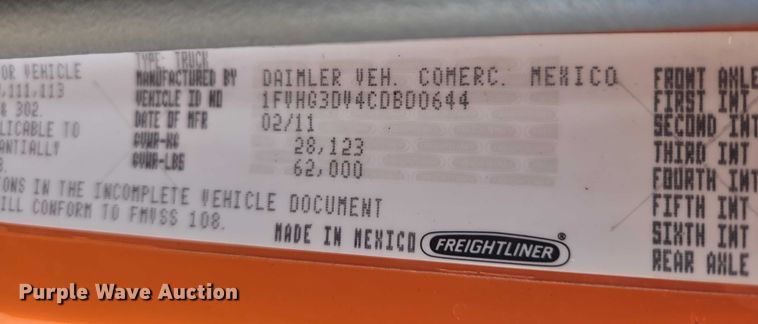 TYPE: TRUCK
OR VEHICLE MANUFACTURED BY DAIMLER VEH. COMERC. MEXICO FRONT AXLE
,111,113 VEHICLE ID NO 1FVHG3DV4CDBD0644 FIRST INT
& 302. DATE OF MFR 02/11 SECOND INT
LICABLE TO GVWR-KG 28,123 THIRD INT
ANTIALLY GVWR-LBS 62,000 FOURTH INT
ONS IN THE INCOMPLETE VEHICLE DOCUMENT FIFTH INT
ILL CONFORM TO FMVSS 108. SIXTH INT
MADE IN MEXICO FREIGHTLINER® REAR AXLE
Purple Wave Auction